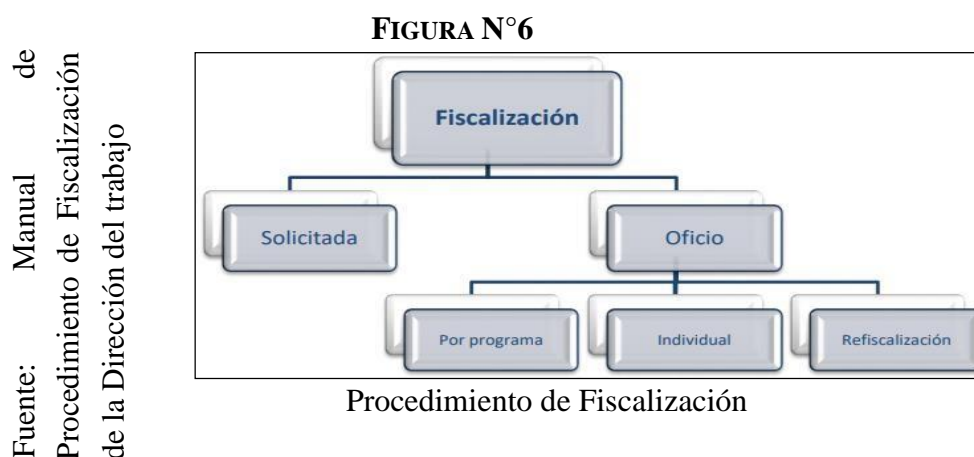 FIGURA N°6
Fuente: Manual de
Procedimiento de Fiscalización
de la Dirección del trabajo
Fiscalización
Solicitada
Oficio
Por programa
Individual
Refiscalización
Procedimiento de Fiscalización